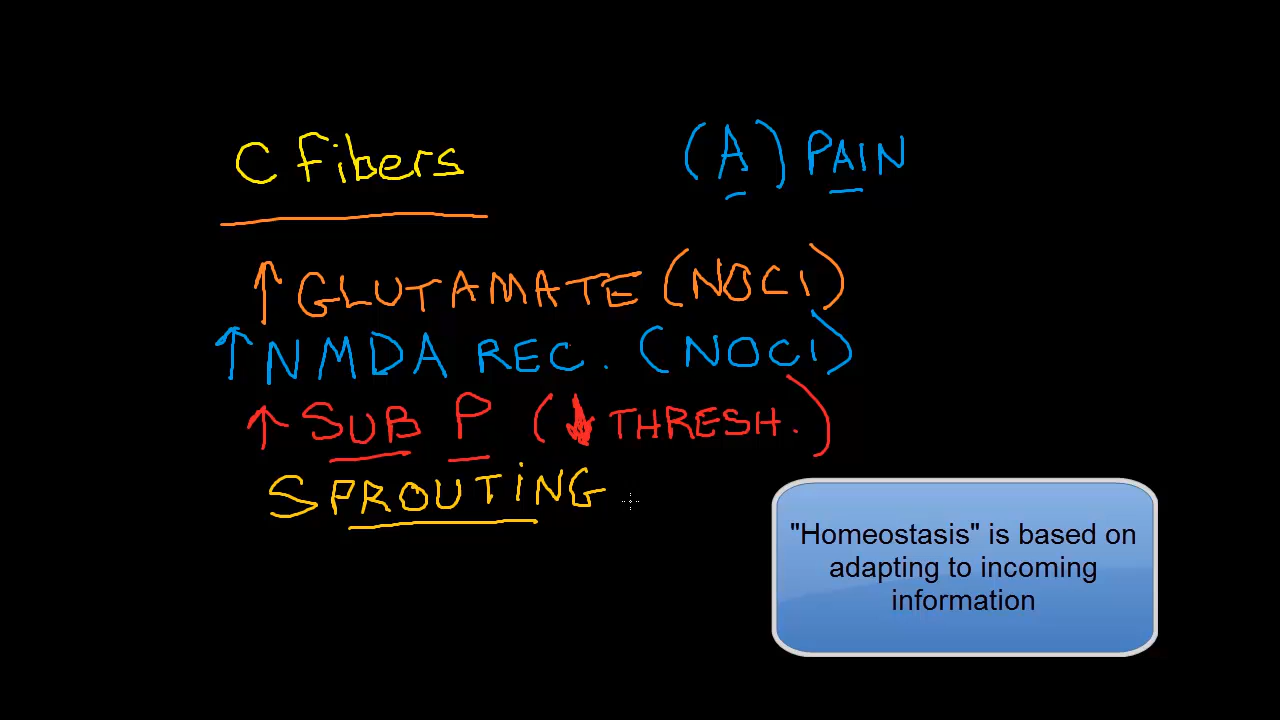 C fibers
(A) PAIN
↑ GLUTAMATE (NOCI)
↑ NMDA REC. (NOCI)
↑ SUB P (↓ THRESH.)
SPROUTING
"Homeostasis" is based on
adapting to incoming
information